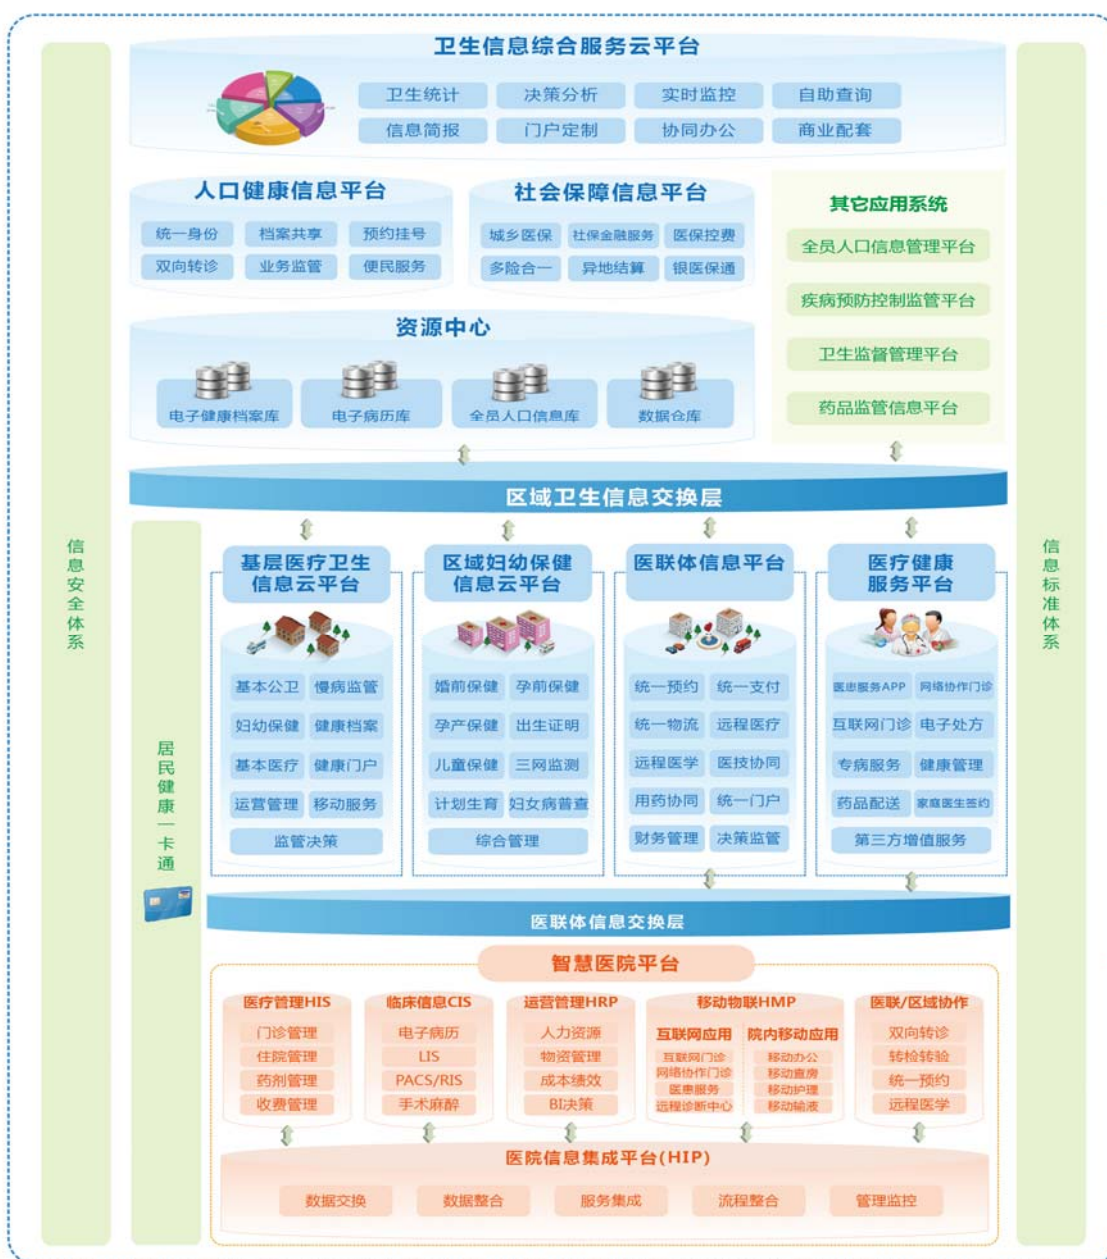 卫生信息综合服务云平台
卫生统计 决策分析 实时监控 自助查询
信息简报 门户定制 协同办公 商业配套
人口健康信息平台
统一身份 档案共享 预约挂号
双向转诊 业务监管 便民服务
社会保障信息平台
城乡医保 社保金融服务 医保控费
多险合一 异地结算 银医保通
其它应用系统
全员人口信息管理平台
疾病预防控制监管平台
卫生监督管理平台
药品监管信息平台
资源中心
电子健康档案库 电子病历库 全员人口信息库 数据仓库
区域卫生信息交换层
信息安全体系
信息标准体系
居民健康一卡通
基层医疗卫生
信息云平台
基本公卫 慢病监管
妇幼保健 健康档案
基本医疗 健康门户
运营管理 移动服务
监管决策
区域妇幼保健
信息云平台
婚前保健 孕前保健
孕产保健 出生证明
儿童保健 三网监测
计划生育 妇女病普查
综合管理
医联体信息平台
统一预约 统一支付
统一物流 远程医疗
远程医学 医技协同
用药协同 统一门户
财务管理 决策监管
医疗健康
服务平台
医患服务APP 网络协作门诊
互联网门诊 电子处方
专病服务 健康管理
药品配送 家庭医生签约
第三方增值服务
医联体信息交换层
智慧医院平台
医疗管理HIS
门诊管理
住院管理
药剂管理
收费管理
临床信息CIS
电子病历
LIS
PACS/RIS
手术麻醉
运营管理HRP
人力资源
物资管理
成本绩效
BI决策
移动物联HMP
互联网应用
互联网门诊
网络协作门诊
医患服务
远程诊断中心
院内移动应用
移动办公
移动查房
移动护理
移动输液
医联/区域协作
双向转诊
转检转验
统一预约
远程医学
医院信息集成平台(HIP)
数据交换 数据整合 服务集成 流程整合 管理监控